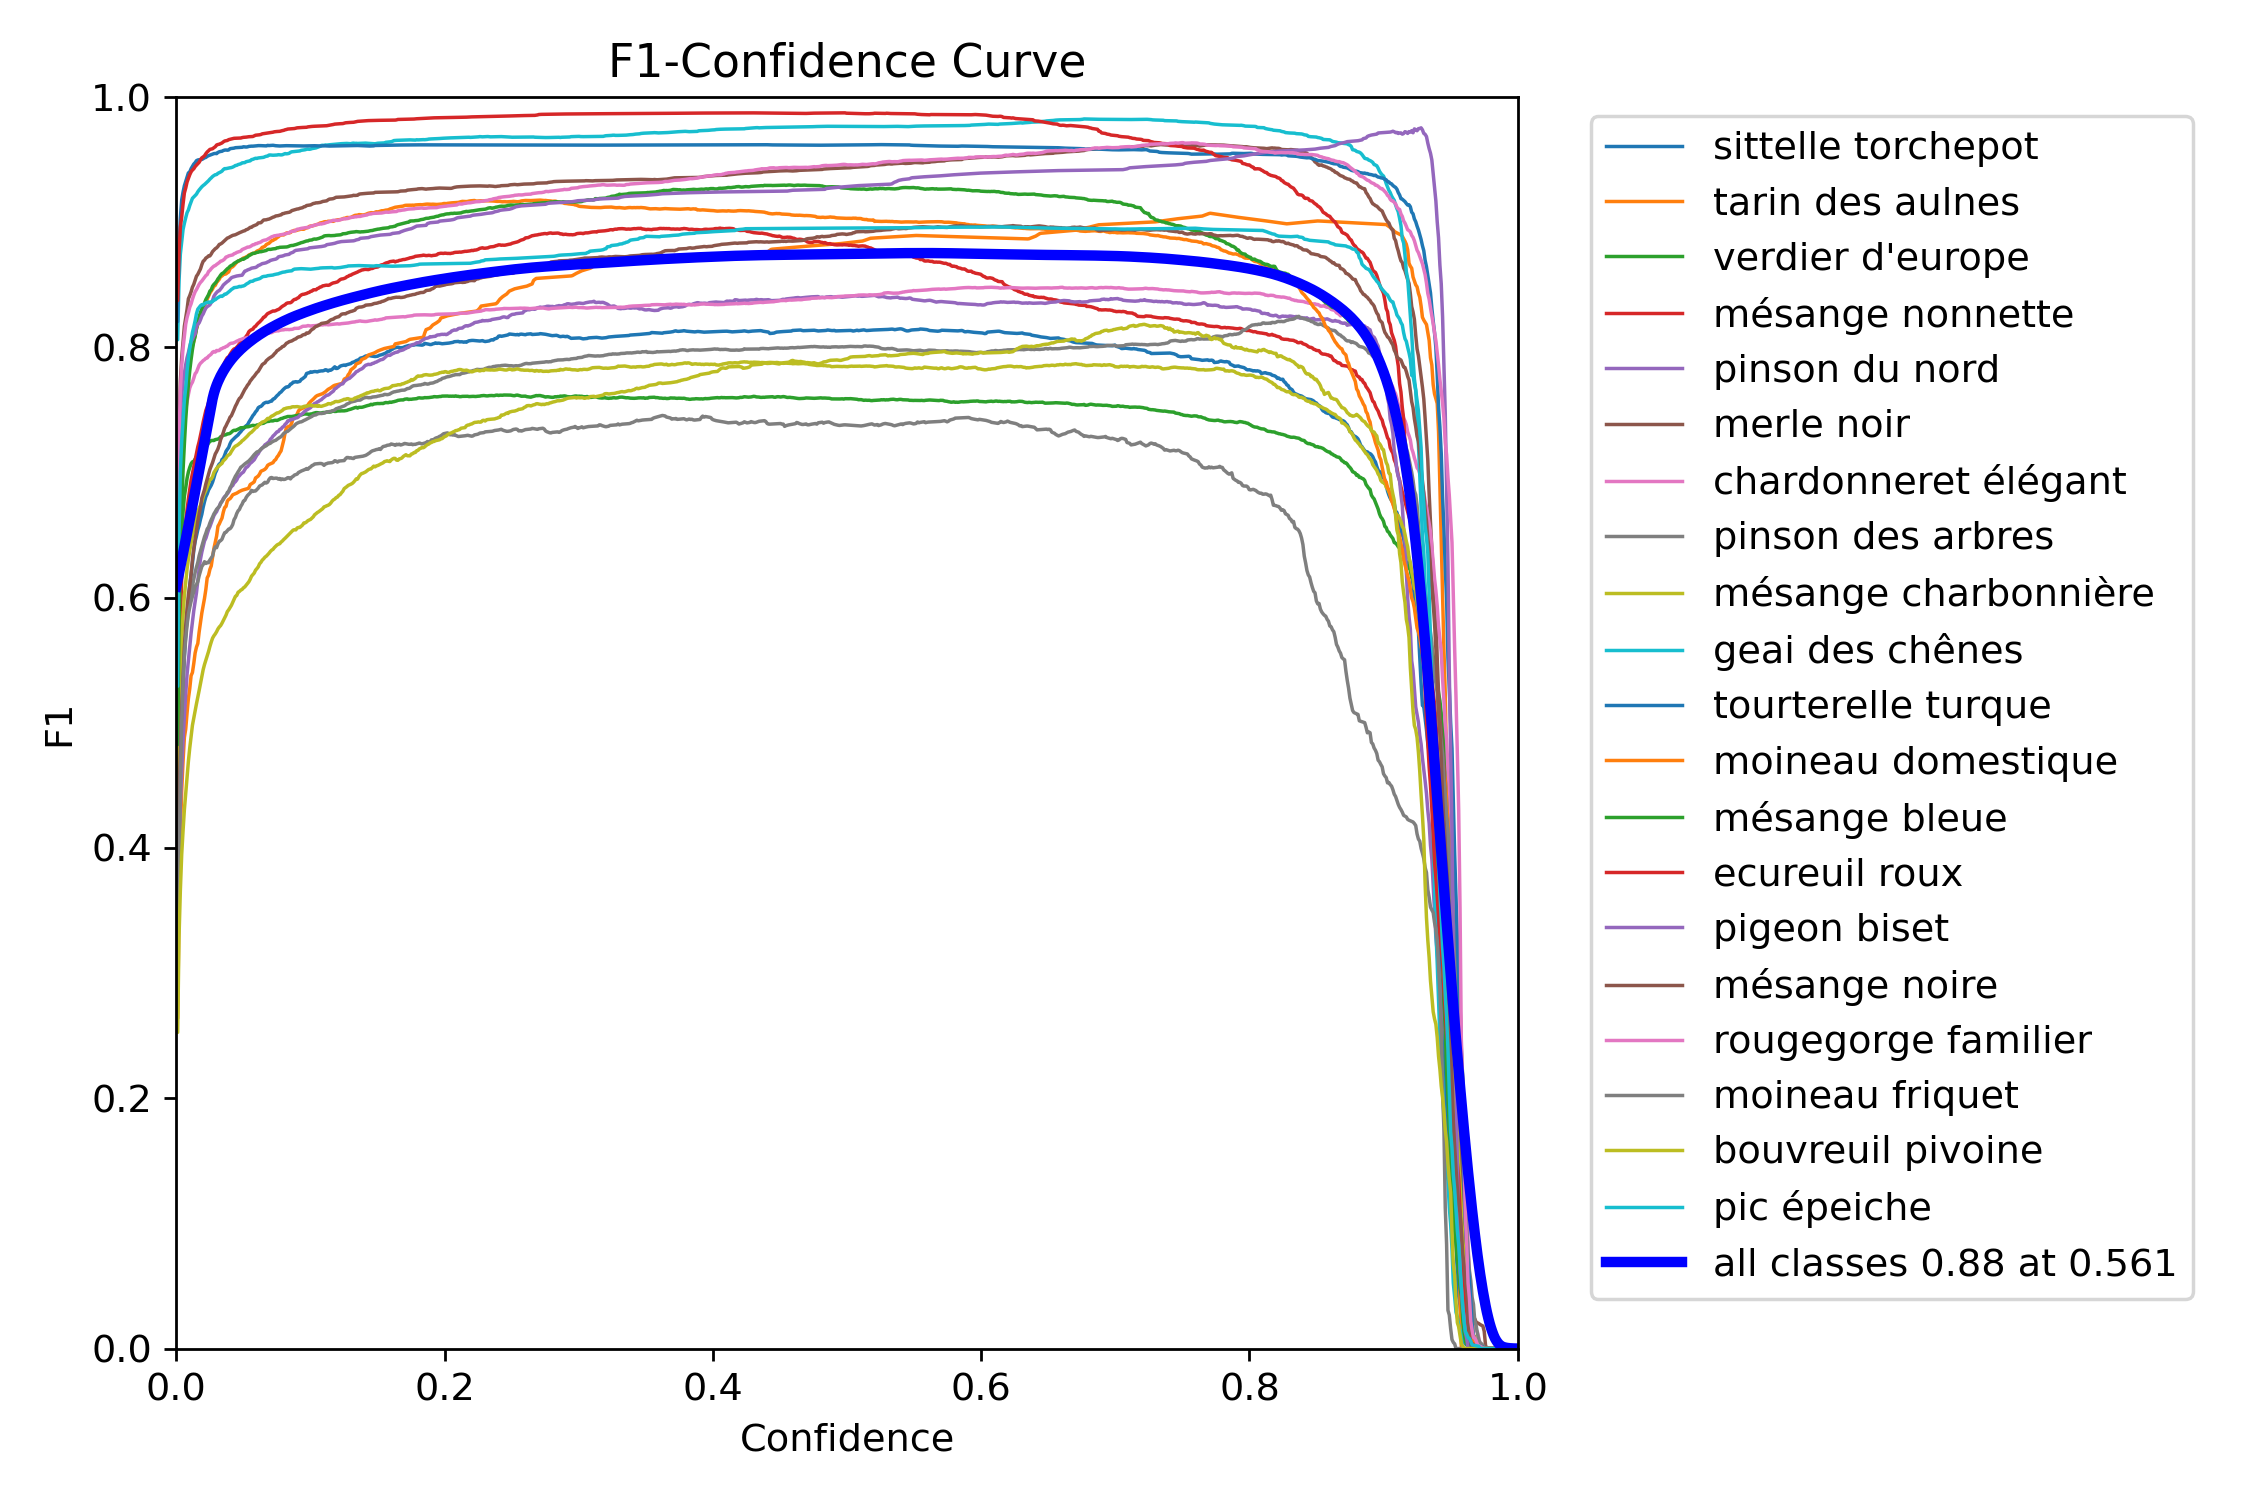 F1-Confidence Curve
1.0
0.8
0.6
0.4
0.2
0.0
F1
0.0 0.2 0.4 0.6 0.8 1.0
Confidence
sittelle torchepot
tarin des aulnes
verdier d'europe
mésange nonnette
pinson du nord
merle noir
chardonneret élégant
pinson des arbres
mésange charbonnière
geai des chênes
tourterelle turque
moineau domestique
mésange bleue
ecureuil roux
pigeon biset
mésange noire
rougegorge familier
moineau friquet
bouvreuil pivoine
pic épeiche
all classes 0.88 at 0.561